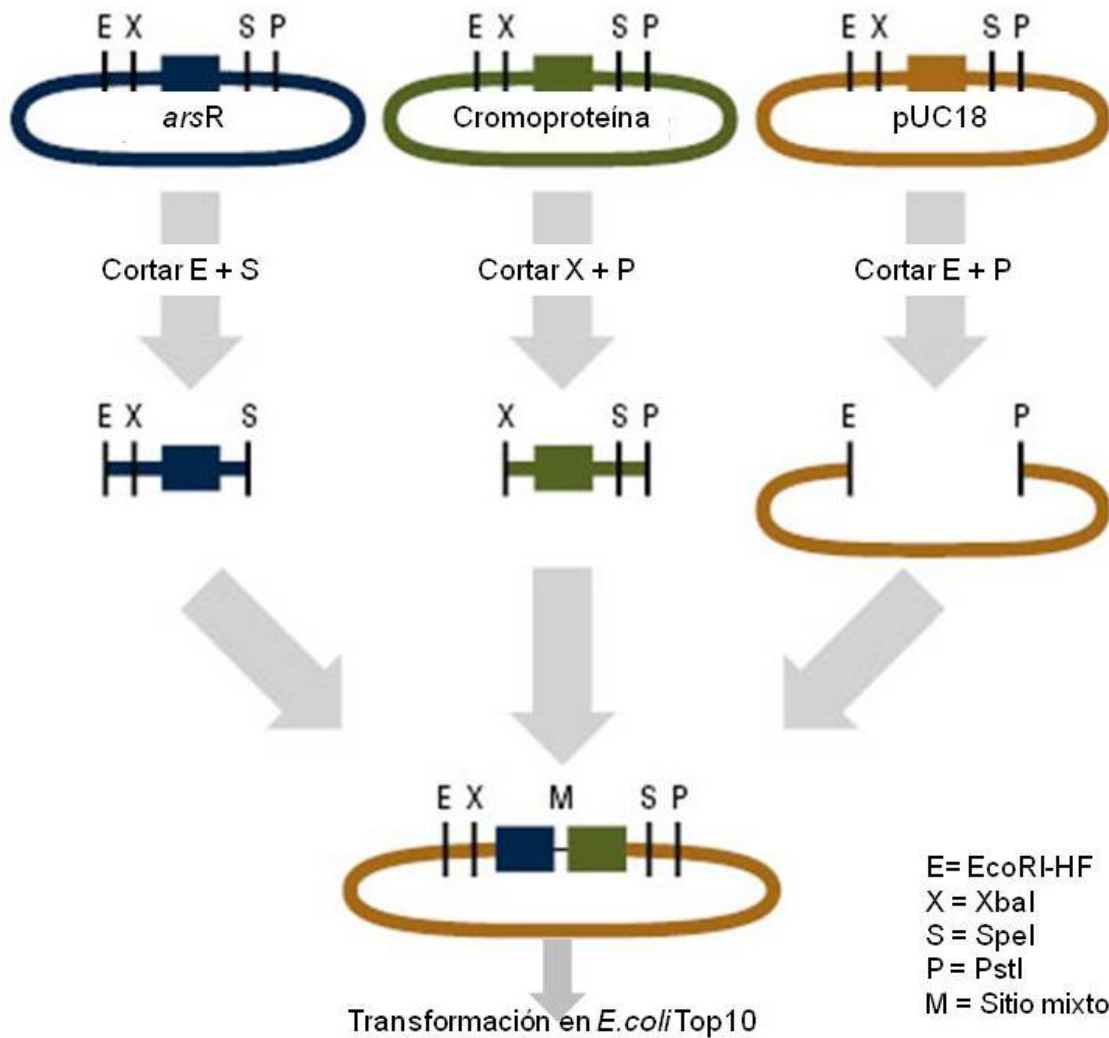 E X S P E X S P E X S P
arsR Cromoproteína pUC18
Cortar E + S Cortar X + P Cortar E + P
E X S X S P E P
E X M S P
E= EcoRI-HF
X = XbaI
S = SpeI
P = PstI
M = Sitio mixto
Transformación en E.coli Top10